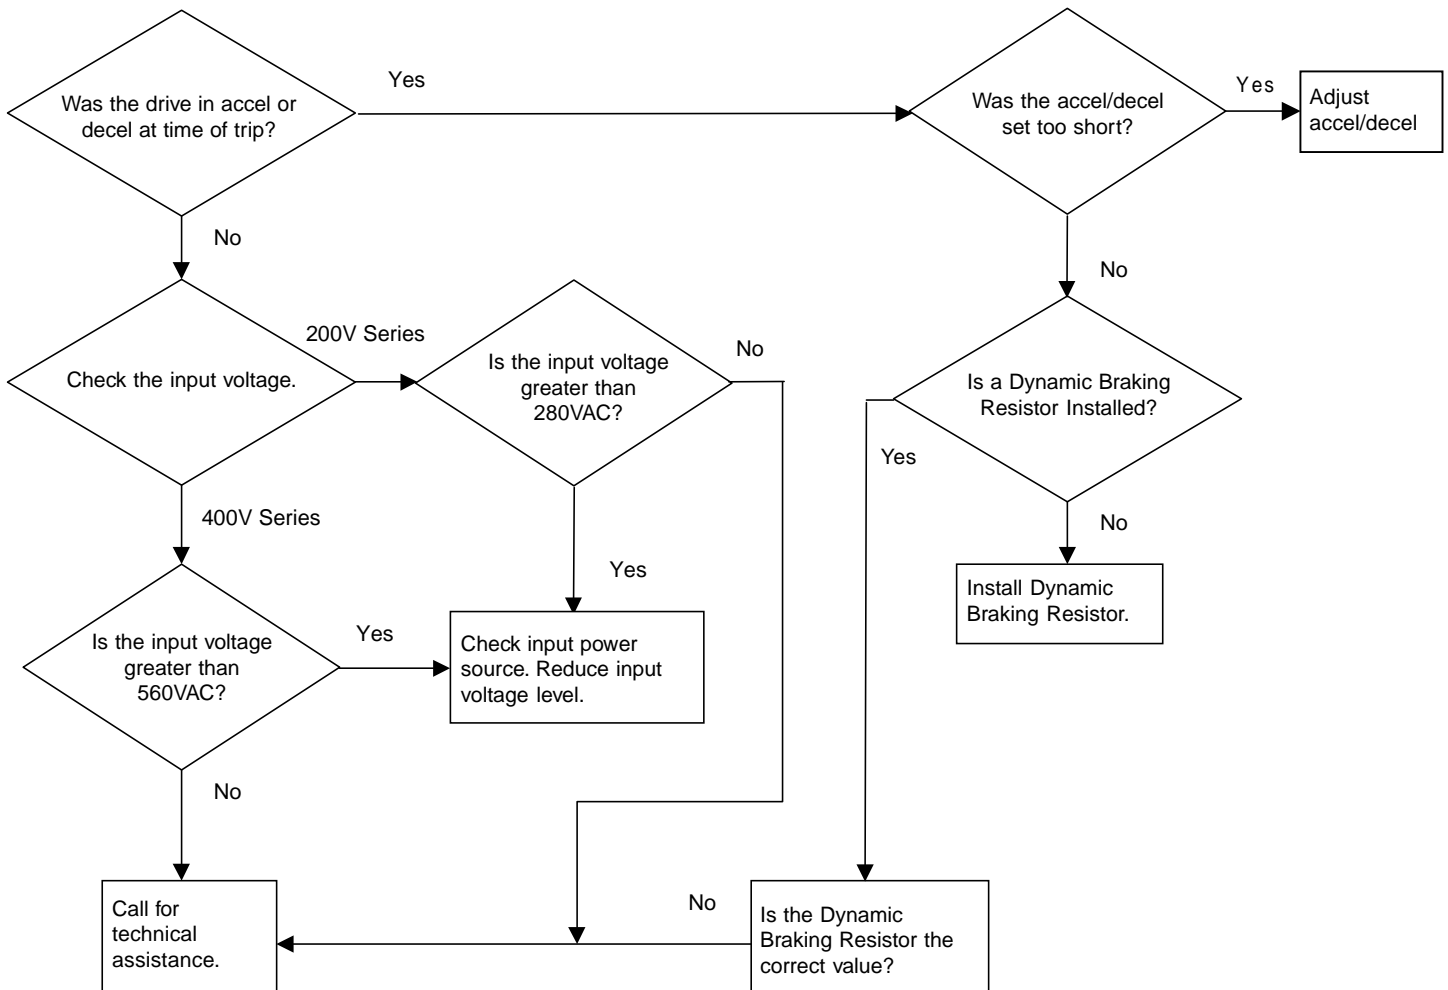 Was the drive in accel or
decel at time of trip?
Yes
Was the accel/decel
set too short?
Yes
Adjust
accel/decel
No
No
Check the input voltage.
200V Series
Is the input voltage
greater than
280VAC?
No
Is a Dynamic Braking
Resistor Installed?
Yes
400V Series
No
Yes
Install Dynamic
Braking Resistor.
Is the input voltage
greater than
560VAC?
Yes
Check input power
source. Reduce input
voltage level.
No
Call for
technical
assistance.
No
Is the Dynamic
Braking Resistor the
correct value?